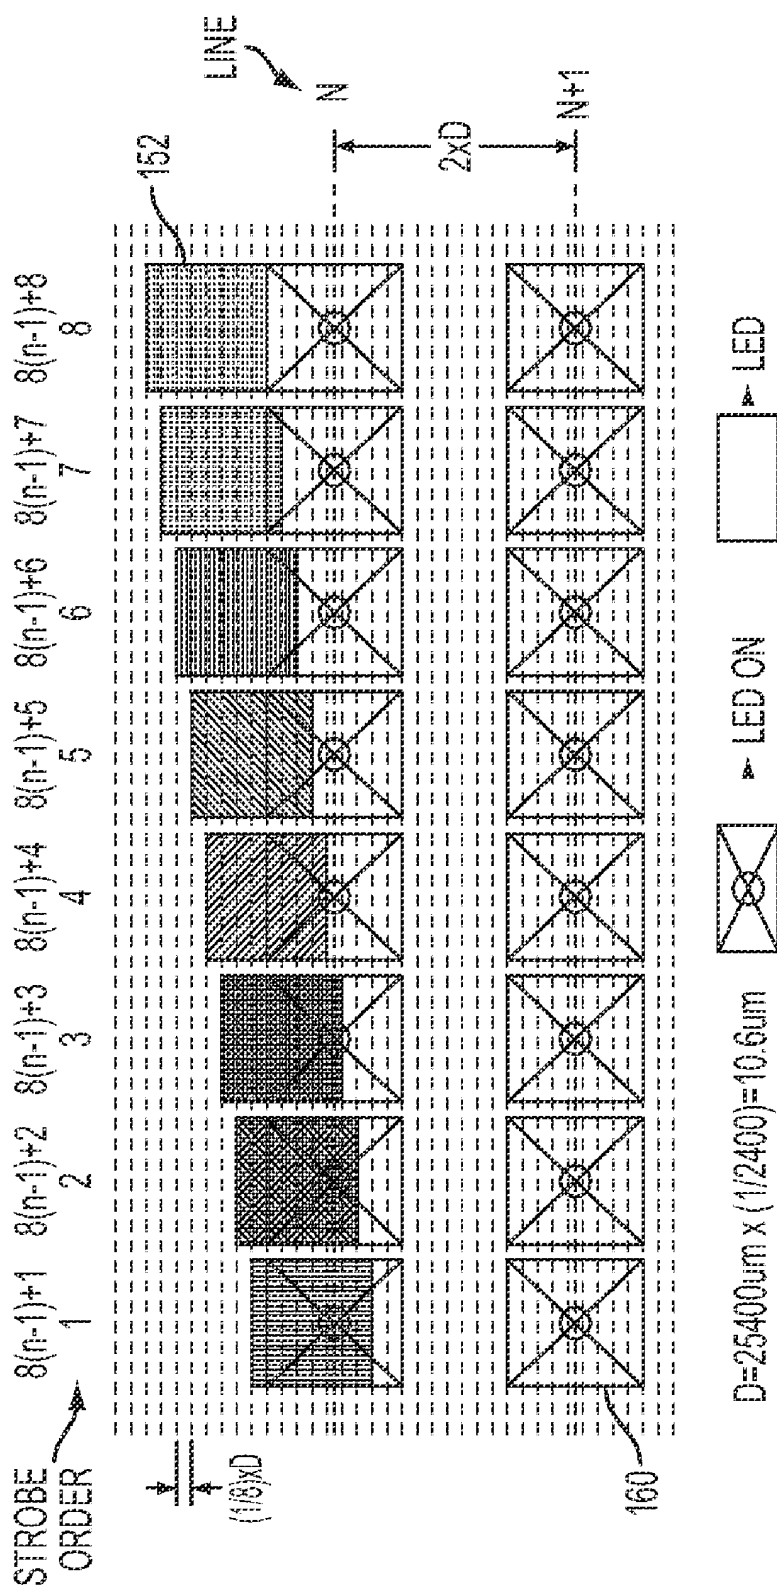 STROBE
ORDER
8(n-1)+1 8(n-1)+2 8(n-1)+3 8(n-1)+4 8(n-1)+5 8(n-1)+6 8(n-1)+7 8(n-1)+8
1 2 3 4 5 6 7 8
152
LINE
N
N+1
2xD
(1/8)xD
160
D=25400um x (1/2400)=10.6um
LED ON
LED